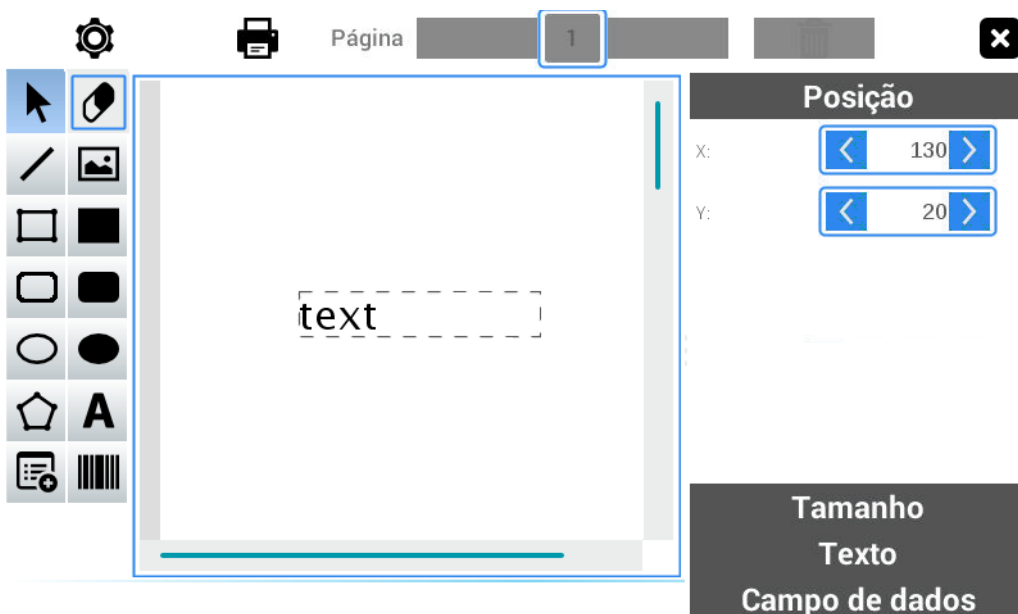 Página
1
Posição
X:
130
Y:
20
text
A
Tamanho
Texto
Campo de dados